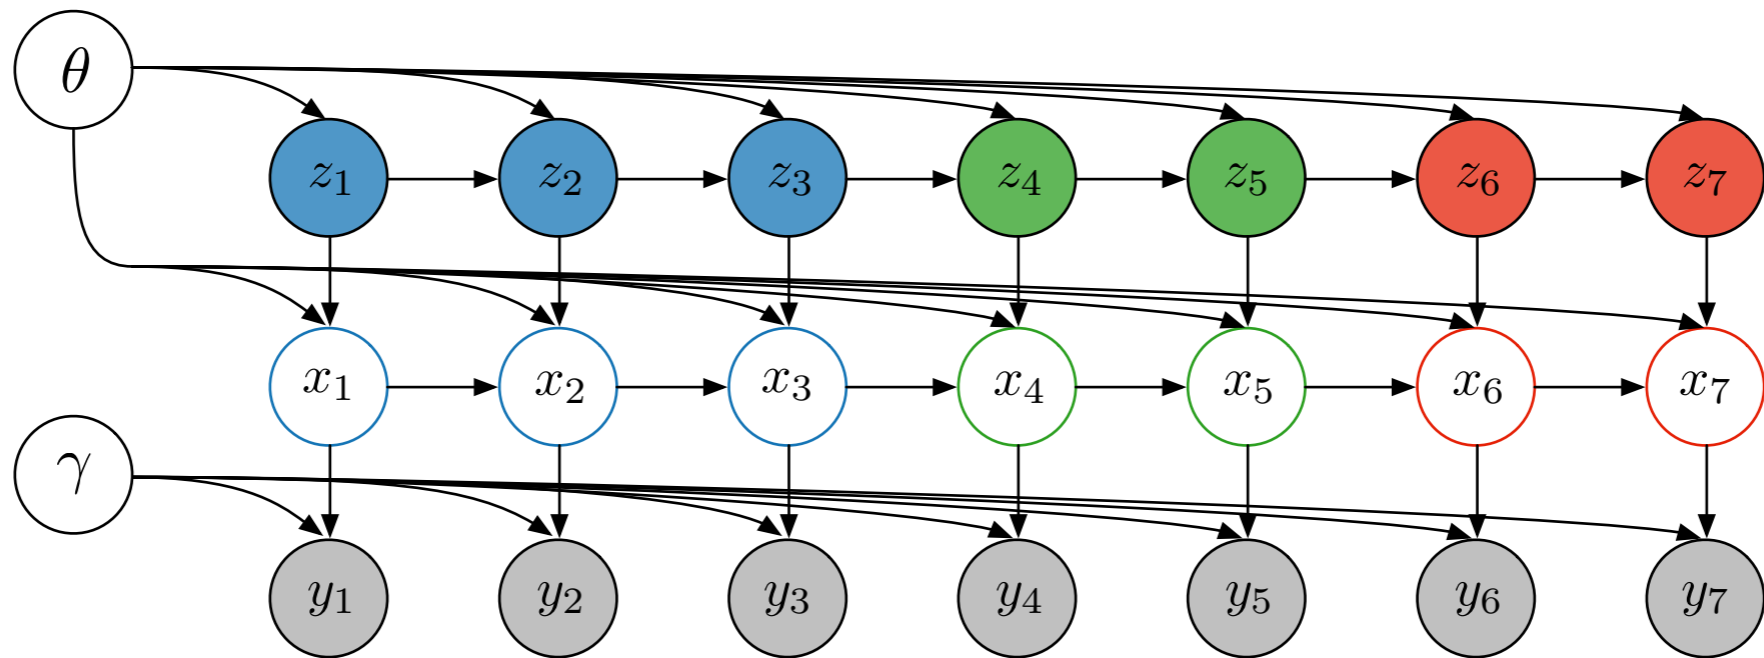 θ
z₁ z₂ z₃ z₄ z₅ z₆ z₇
x₁ x₂ x₃ x₄ x₅ x₆ x₇
γ
y₁ y₂ y₃ y₄ y₅ y₆ y₇